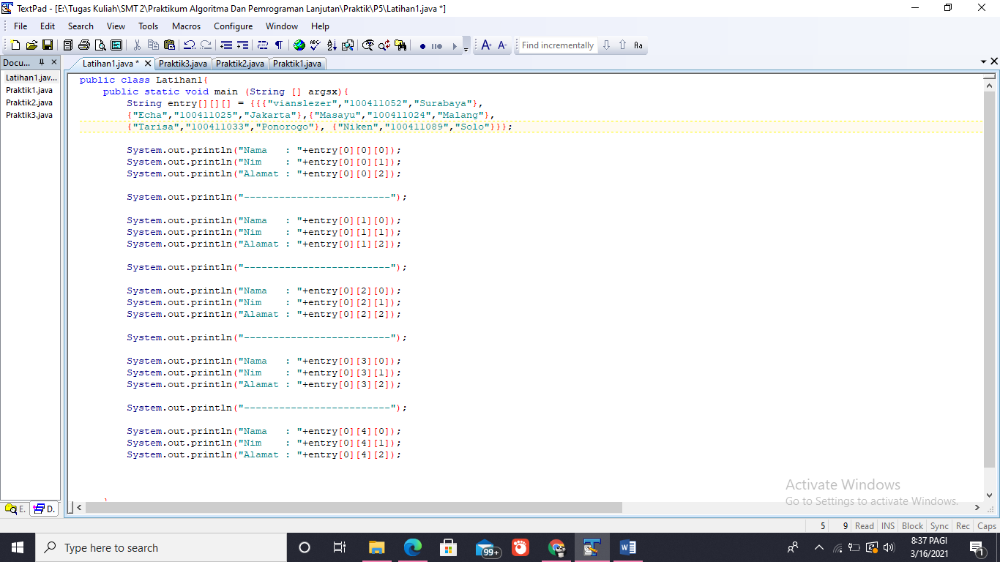 TextPad - [E:\Tugas Kuliah\SMT 2\Praktikum Algoritma Dan Pemrograman Lanjutan\Praktik\P5\Latihan1.java *]
File Edit Search View Tools Macros Configure Window Help
Find incrementally
Docu...
Latihan1.java * Praktik3.java Praktik2.java Praktik1.java
Latihan1.jav...
Praktik1.java
Praktik2.java
Praktik3.java
public class Latihan1{
    public static void main (String [] argsx){
        String entry[][][] = {{{"vianslezer","100411052","Surabaya"},
        {"Echa","100411025","Jakarta"},{"Masayu","100411024","Malang"},
        {"Tarisa","100411033","Ponorogo"}, {"Niken","100411089","Solo"}}};
        System.out.println("Nama   : "+entry[0][0][0]);
        System.out.println("Nim    : "+entry[0][0][1]);
        System.out.println("Alamat : "+entry[0][0][2]);
        System.out.println("-------------------------");
        System.out.println("Nama   : "+entry[0][1][0]);
        System.out.println("Nim    : "+entry[0][1][1]);
        System.out.println("Alamat : "+entry[0][1][2]);
        System.out.println("-------------------------");
        System.out.println("Nama   : "+entry[0][2][0]);
        System.out.println("Nim    : "+entry[0][2][1]);
        System.out.println("Alamat : "+entry[0][2][2]);
        System.out.println("-------------------------");
        System.out.println("Nama   : "+entry[0][3][0]);
        System.out.println("Nim    : "+entry[0][3][1]);
        System.out.println("Alamat : "+entry[0][3][2]);
        System.out.println("-------------------------");
        System.out.println("Nama   : "+entry[0][4][0]);
        System.out.println("Nim    : "+entry[0][4][1]);
        System.out.println("Alamat : "+entry[0][4][2]);
Activate Windows
Go to Settings to activate Windows.
E. D.
5 9 Read INS Block Sync Rec Caps
Type here to search
99+
8:37 PAGI
3/16/2021
1